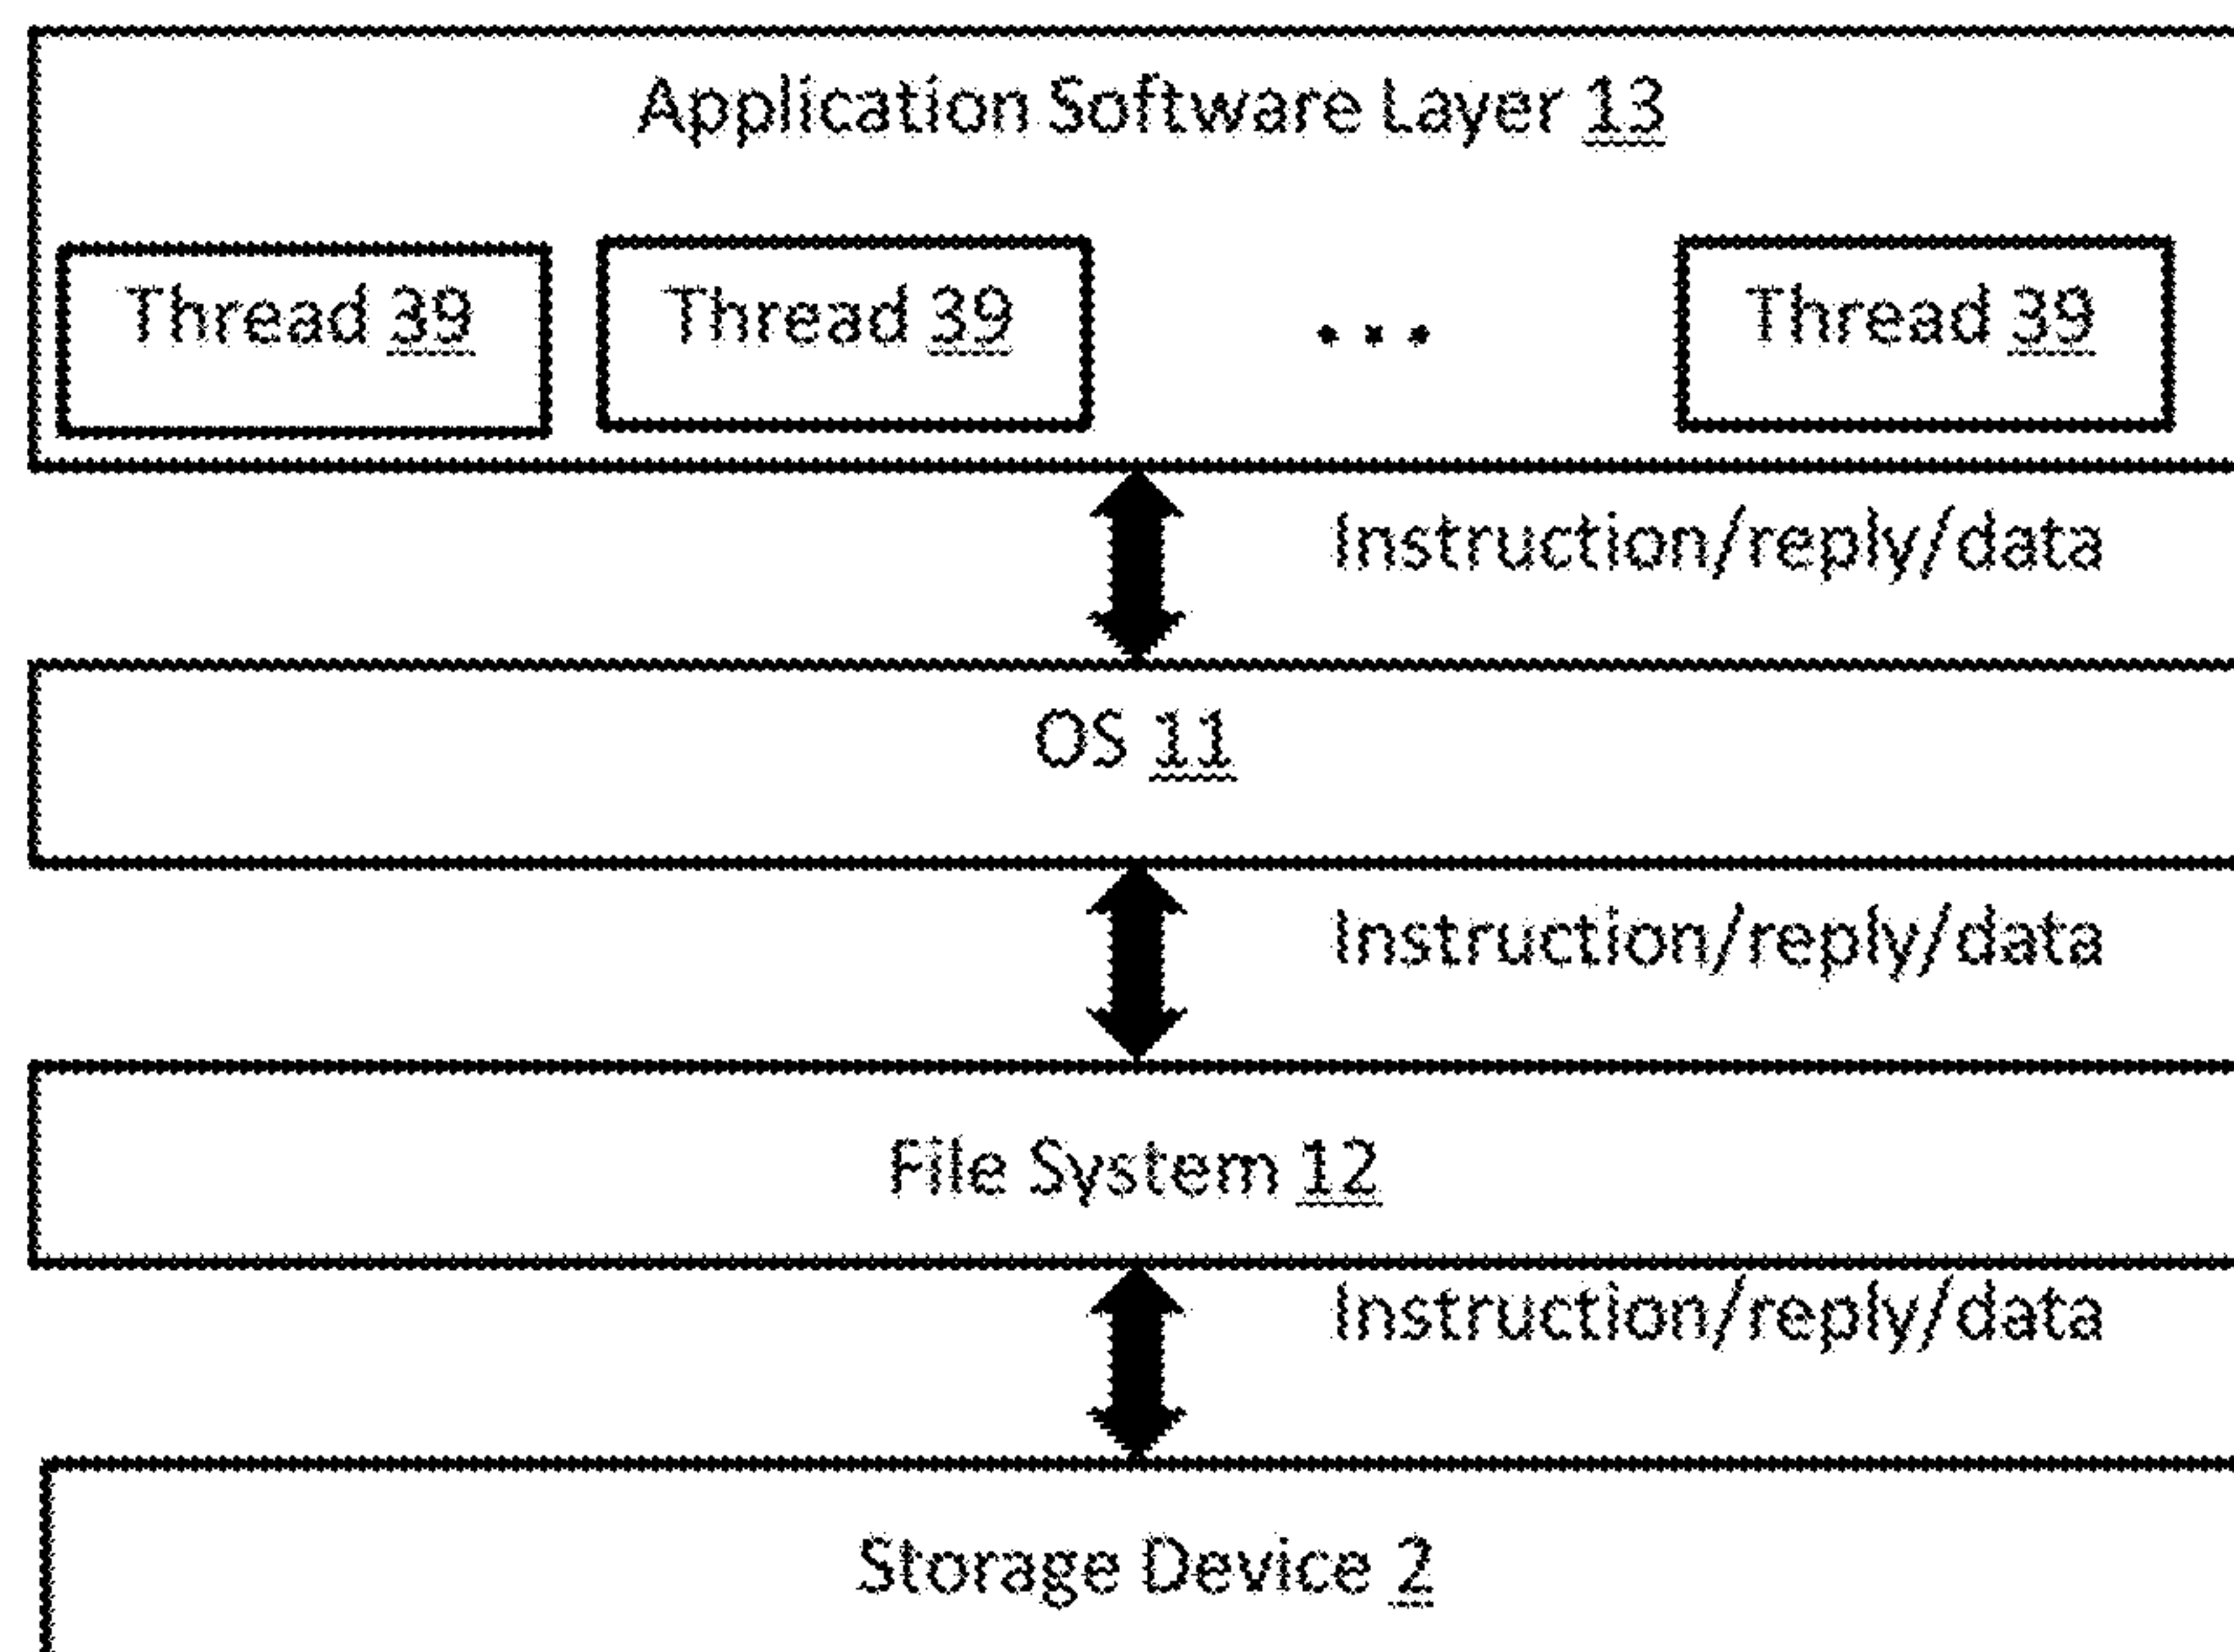 Application Software Layer 13
Thread 39 Thread 39 ... Thread 39
Instruction/reply/data
OS 11
Instruction/reply/data
File System 12
Instruction/reply/data
Storage Device 2